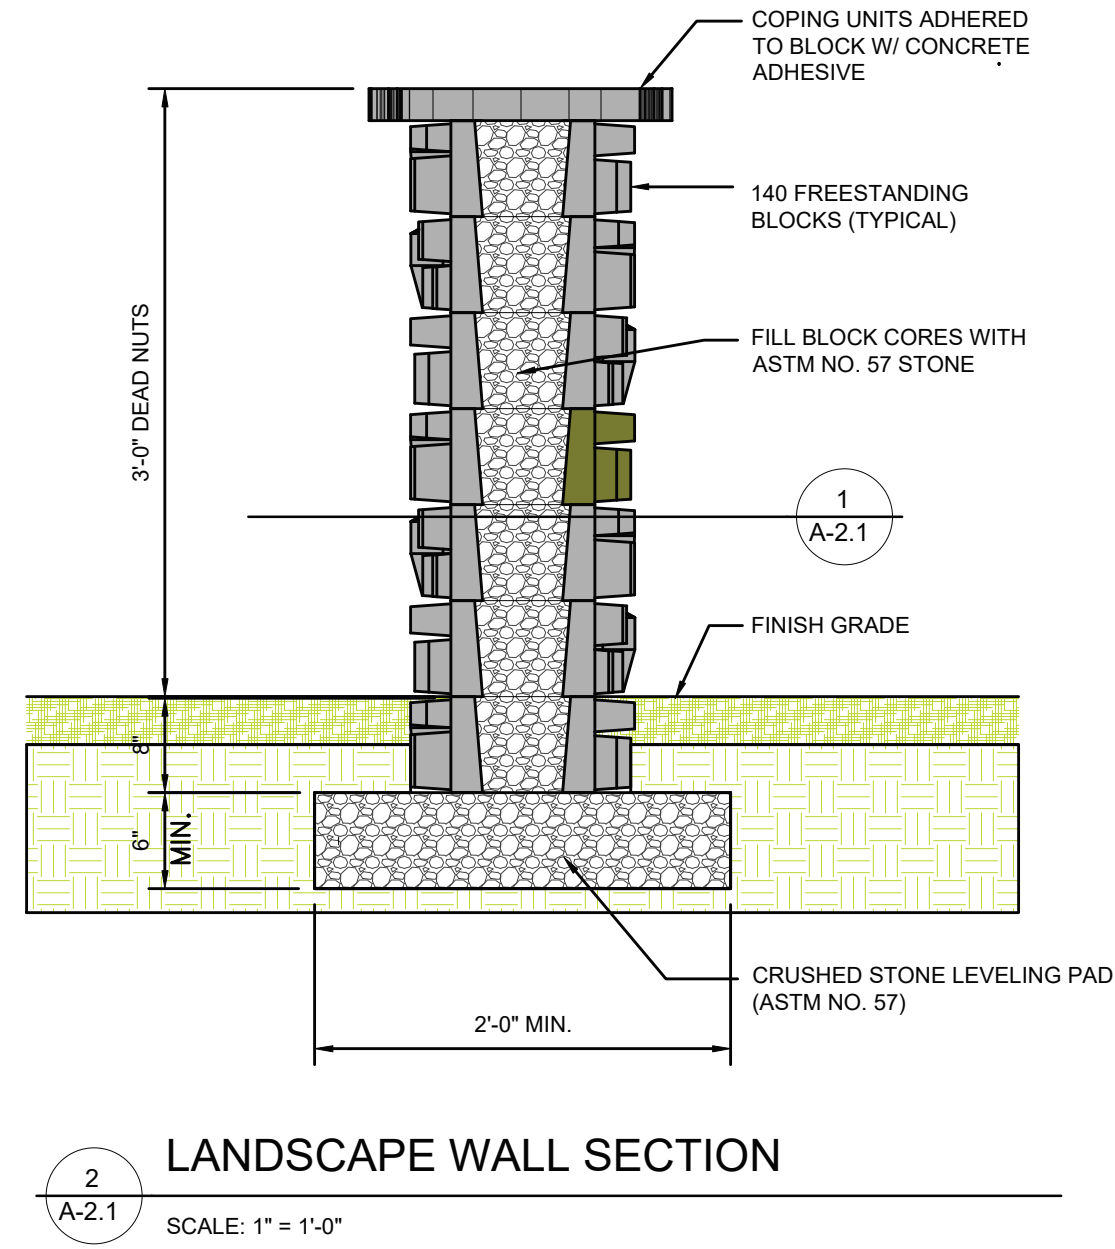 COPING UNITS ADHERED
TO BLOCK W/ CONCRETE
ADHESIVE
140 FREESTANDING
BLOCKS (TYPICAL)
3'-0" DEAD NUTS
FILL BLOCK CORES WITH
ASTM NO. 57 STONE
1
A-2.1
FINISH GRADE
8"
6"
MIN.
CRUSHED STONE LEVELING PAD
(ASTM NO. 57)
2'-0" MIN.
LANDSCAPE WALL SECTION
2
A-2.1
SCALE: 1" = 1'-0"